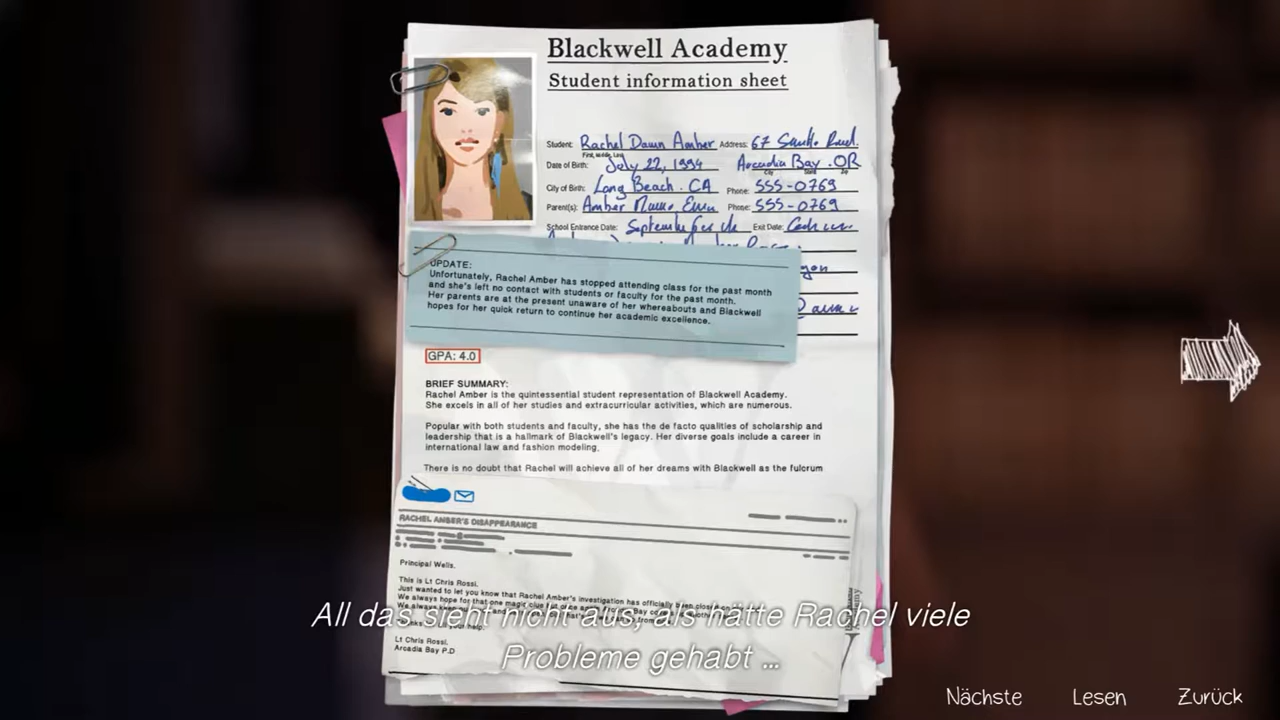 Blackwell Academy
Student information sheet
Student: Rachel Dawn Amber Address:
First, Middle, Last
Date of Birth: July 22, 1994 Arcadia Bay . OR
City State Zip
City of Birth: Long Beach . CA Phone: 555-0769
Parent(s): Amber Phone: 555-0769
School Entrance Date: September Exit Date:
UPDATE:
Unfortunately, Rachel Amber has stopped attending class for the past month
and she's left no contact with students or faculty for the past month.
Her parents are at the present unaware of her whereabouts and Blackwell
hopes for her quick return to continue her academic excellence.
GPA: 4.0
BRIEF SUMMARY:
Rachel Amber is the quintessential student representation of Blackwell Academy.
She excels in all of her studies and extracurricular activities, which are numerous.
Popular with both students and faculty, she has the de facto qualities of scholarship and
leadership that is a hallmark of Blackwell's legacy. Her diverse goals include a career in
international law and fashion modeling.
There is no doubt that Rachel will achieve all of her dreams with Blackwell as the fulcrum
RACHEL AMBER'S DISAPPEARANCE
Principal Wells,
This is Lt Chris Rossi.
Just wanted to let you know that Rachel Amber's investigation has officially been
We always hope for that one magic clue
We always
your help.
Lt Chris Rossi.
Arcadia Bay P.D
All das sieht nicht aus, als hätte Rachel viele
Probleme gehabt ...
Nächste Lesen Zurück